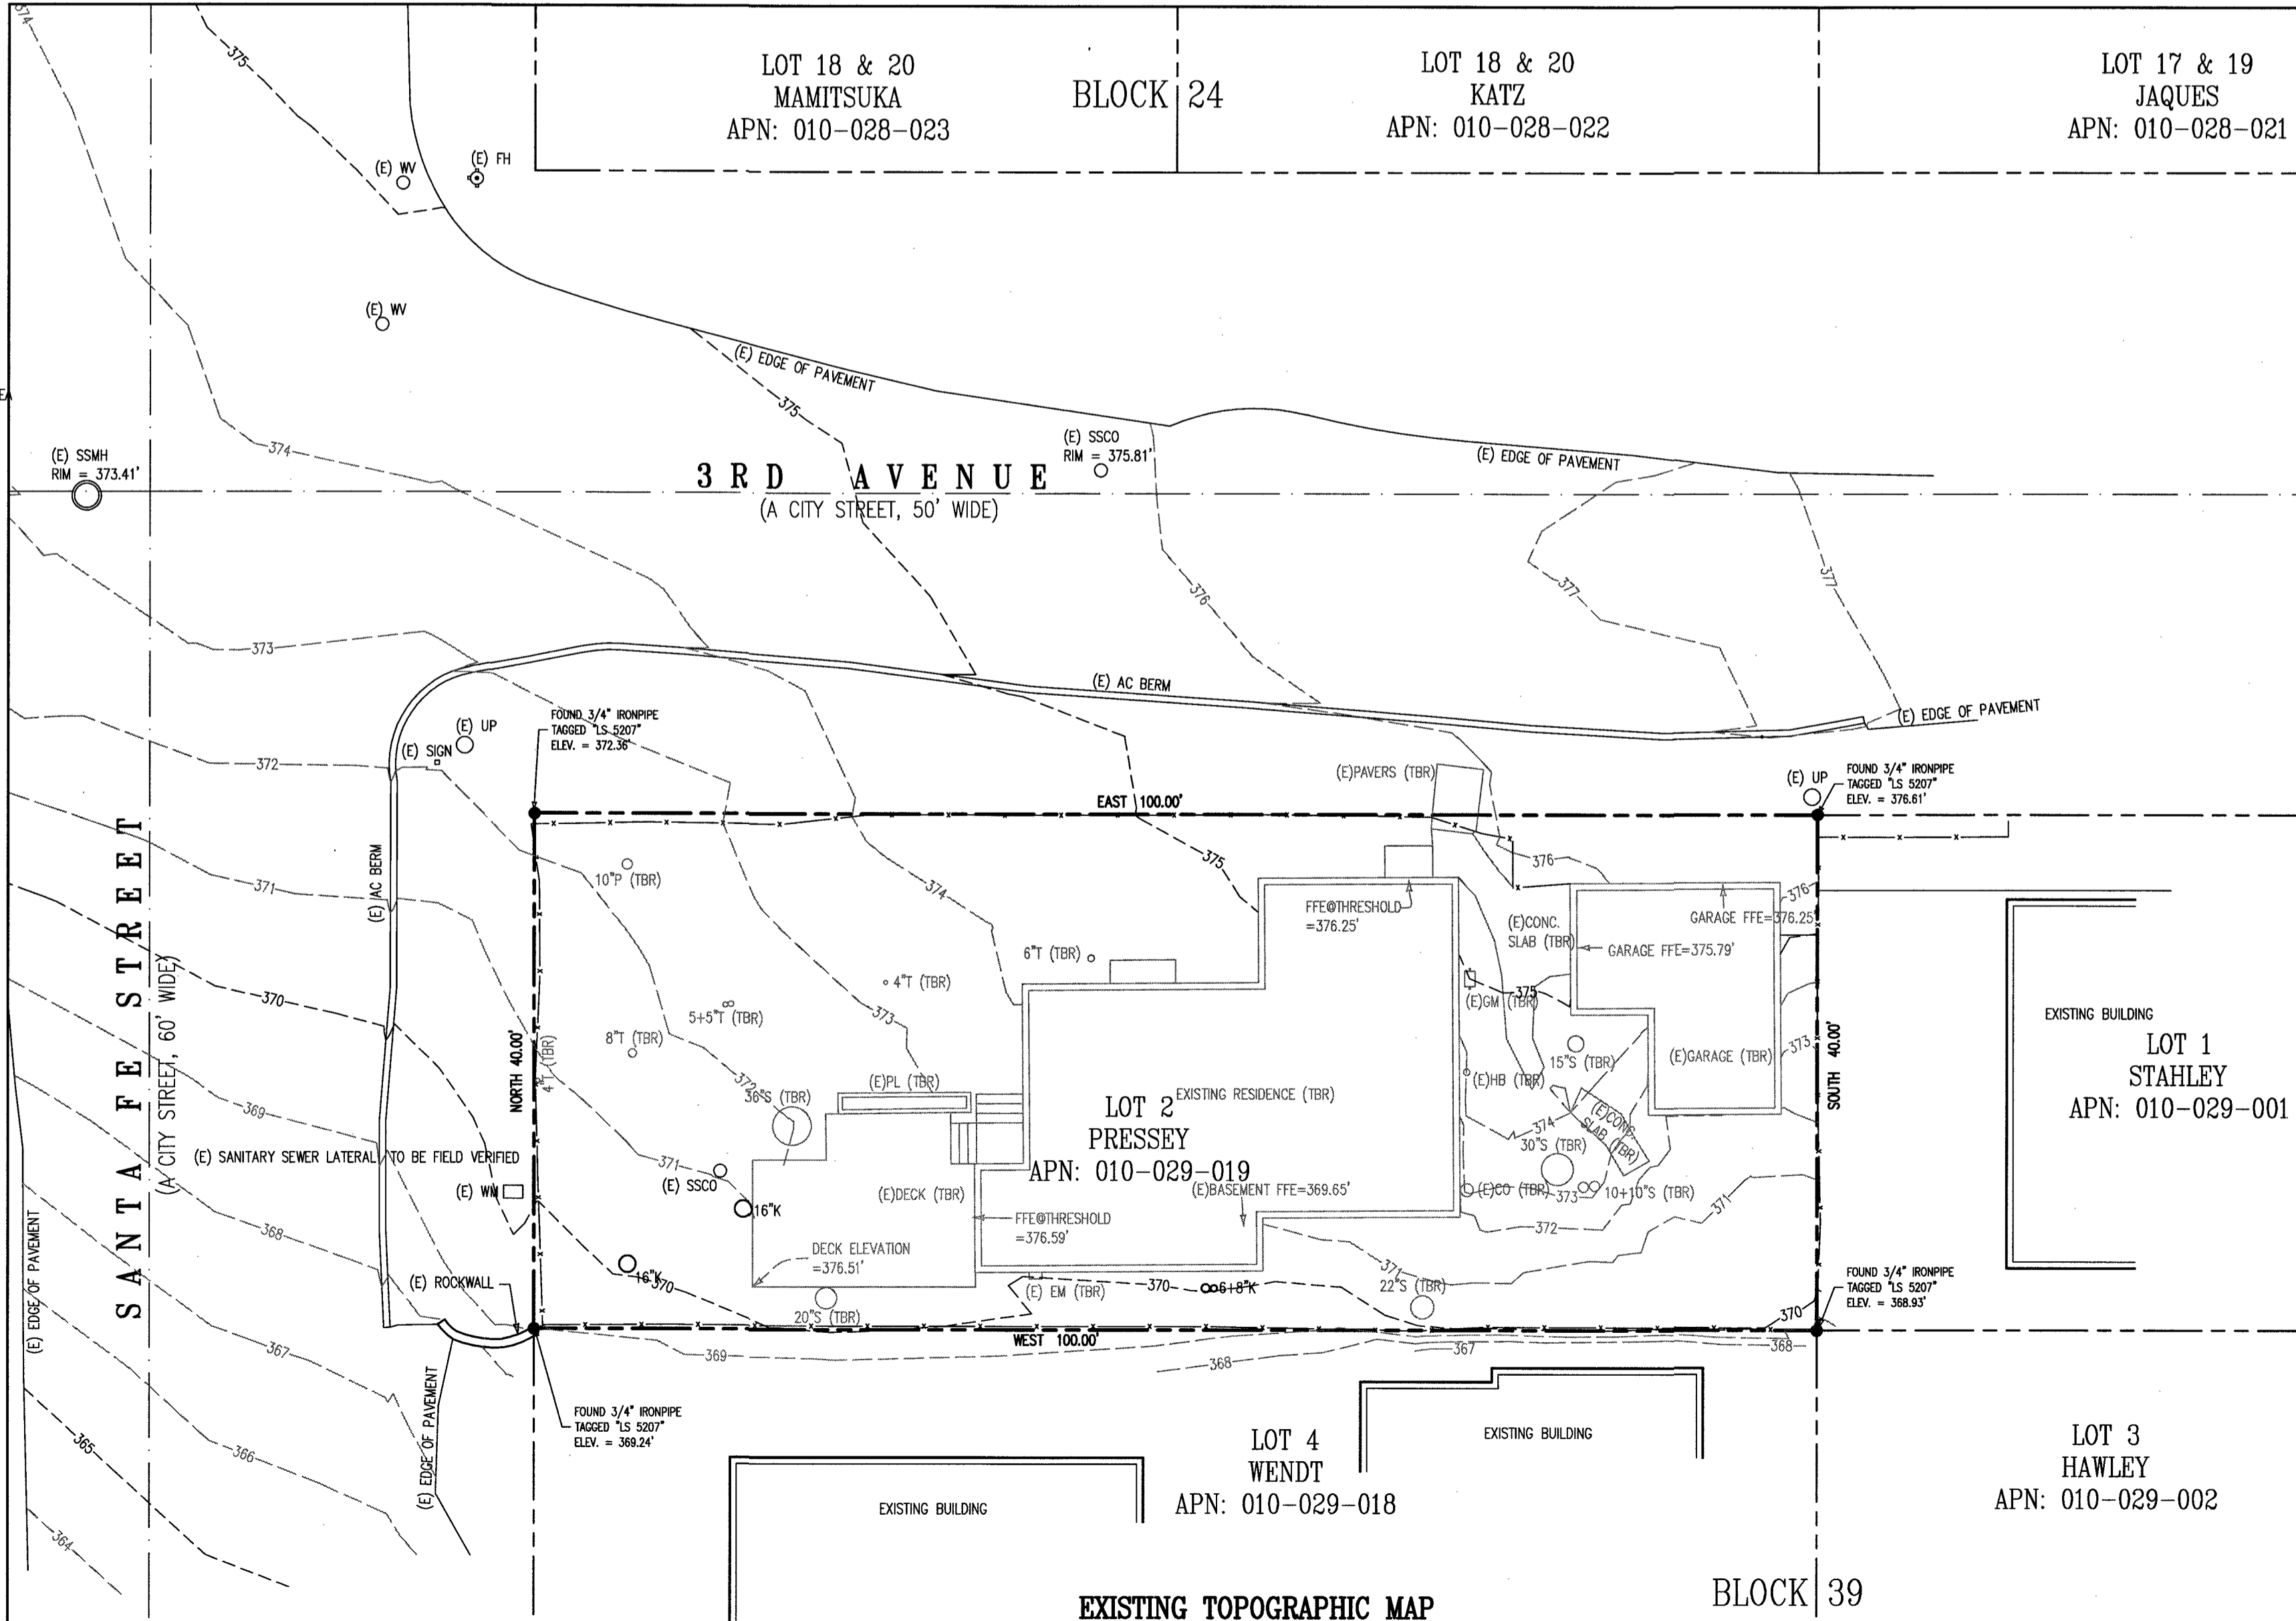 374
375
LOT 18 & 20
MAMITSUKA
APN: 010-028-023
BLOCK 24
LOT 18 & 20
KATZ
APN: 010-028-022
LOT 17 & 19
JAQUES
APN: 010-028-021
(E) WV
(E) FH
(E) WV
(E) EDGE OF PAVEMENT
375
374
(E) SSMH
RIM = 373.41'
3RD AVENUE
(A CITY STREET, 50' WIDE)
(E) SSCO
RIM = 375.81'
(E) EDGE OF PAVEMENT
376
377
377
373
(E) AC BERM
(E) EDGE OF PAVEMENT
FOUND 3/4" IRONPIPE
TAGGED "LS 5207"
ELEV. = 372.36'
(E) UP
(E) SIGN
372
(E)PAVERS (TBR)
(E) UP
FOUND 3/4" IRONPIPE
TAGGED "LS 5207"
ELEV. = 376.61'
EAST 100.00'
SANTA FE STREET
(A CITY STREET, 60' WIDE)
(E) AC BERM
371
370
369
368
367
366
365
364
10"P (TBR)
374
375
376
376
FFE@THRESHOLD
=376.25'
(E)CONC.
SLAB (TBR)
GARAGE FFE=376.25'
GARAGE FFE=375.79'
6"T (TBR)
4"T (TBR)
373
5+5"T (TBR)
8"T (TBR)
4"T (TBR)
NORTH 40.00'
(E)GM (TBR)
375
15"S (TBR)
(E)GARAGE (TBR)
373
SOUTH 40.00'
EXISTING BUILDING
LOT 1
STAHLEY
APN: 010-029-001
372
36"S (TBR)
(E)PL (TBR)
EXISTING RESIDENCE (TBR)
LOT 2
PRESSEY
APN: 010-029-019
(E)HB (TBR)
374
(E)CONC.
SLAB (TBR)
30"S (TBR)
(E) SANITARY SEWER LATERAL TO BE FIELD VERIFIED
(E) WM
371
(E) SSCO
16"K
(E)DECK (TBR)
(E)BASEMENT FFE=369.65'
(E)CO (TBR)
373
10+10"S (TBR)
372
371
FFE@THRESHOLD
=376.59'
DECK ELEVATION
=376.51'
(E) ROCKWALL
16"K
370
(E) EM (TBR)
370
6+8"K
371
22"S (TBR)
20"S (TBR)
370
FOUND 3/4" IRONPIPE
TAGGED "LS 5207"
ELEV. = 368.93'
WEST 100.00'
369
368
367
368
(E) EDGE OF PAVEMENT
(E) EDGE OF PAVEMENT
FOUND 3/4" IRONPIPE
TAGGED "LS 5207"
ELEV. = 369.24'
EXISTING BUILDING
LOT 4
WENDT
APN: 010-029-018
EXISTING BUILDING
LOT 3
HAWLEY
APN: 010-029-002
EXISTING TOPOGRAPHIC MAP
BLOCK 39